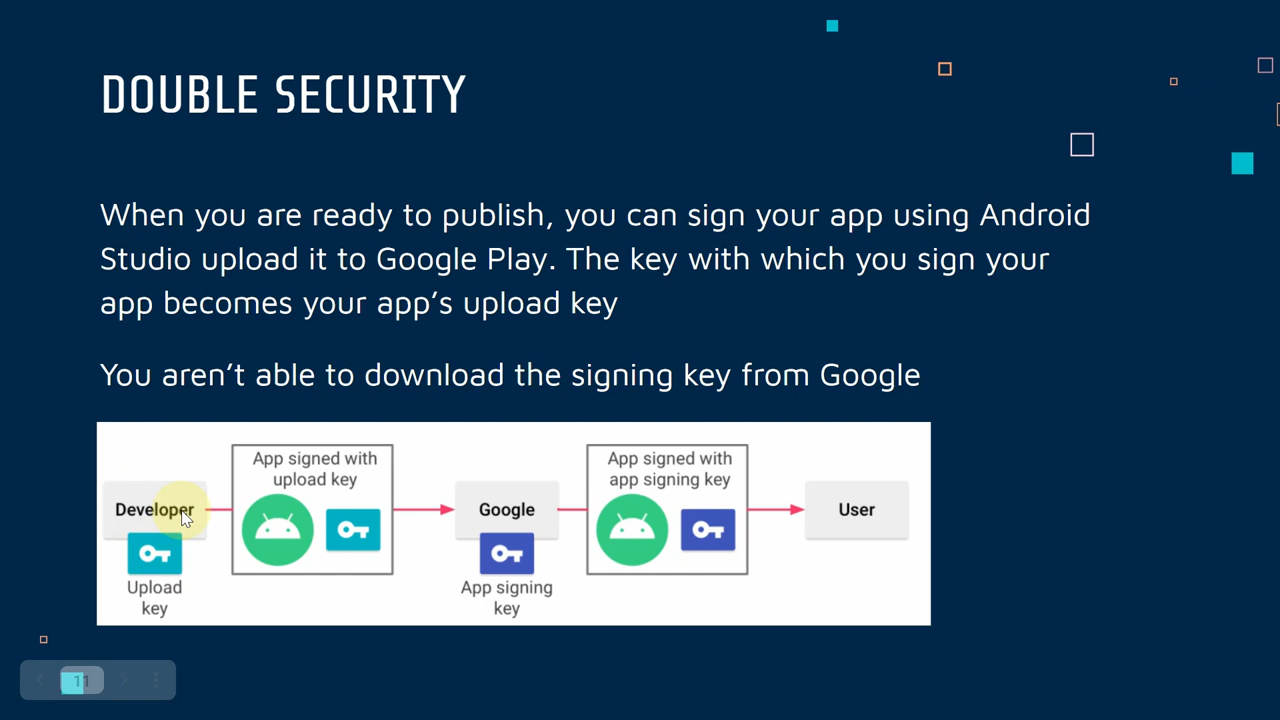 DOUBLE SECURITY
When you are ready to publish, you can sign your app using Android
Studio upload it to Google Play. The key with which you sign your
app becomes your app’s upload key
You aren’t able to download the signing key from Google
App signed with
upload key
App signed with
app signing key
Developer
Google
User
Upload
key
App signing
key
11